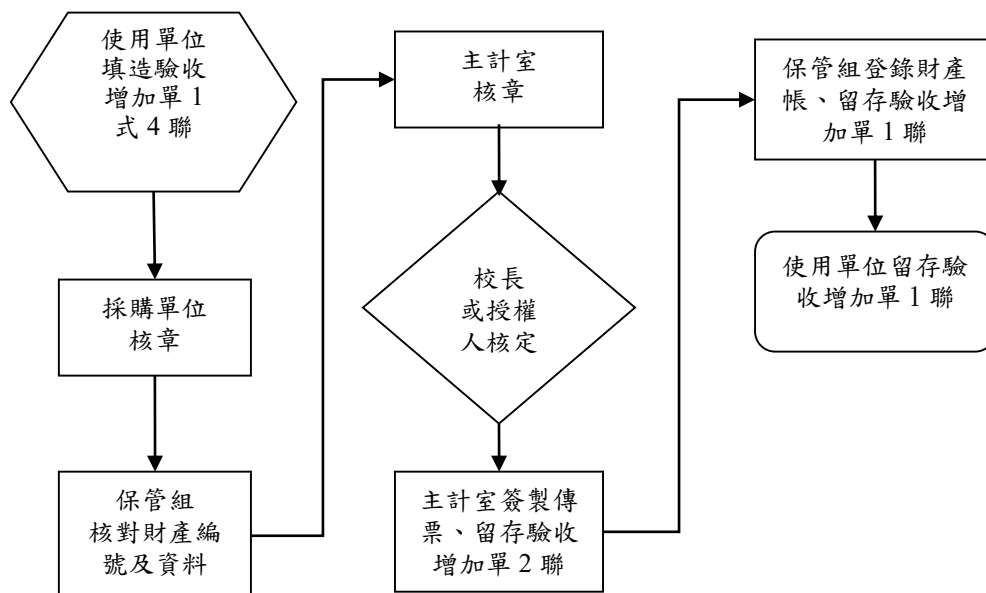 使用單位
填造驗收
增加單 1
式 4 聯
採購單位
核章
保管組
核對財產編
號及資料
主計室
核章
校長
或授權
人核定
主計室簽製傳
票、留存驗收
增加單 2 聯
保管組登錄財產
帳、留存驗收增
加單 1 聯
使用單位留存驗
收增加單 1 聯